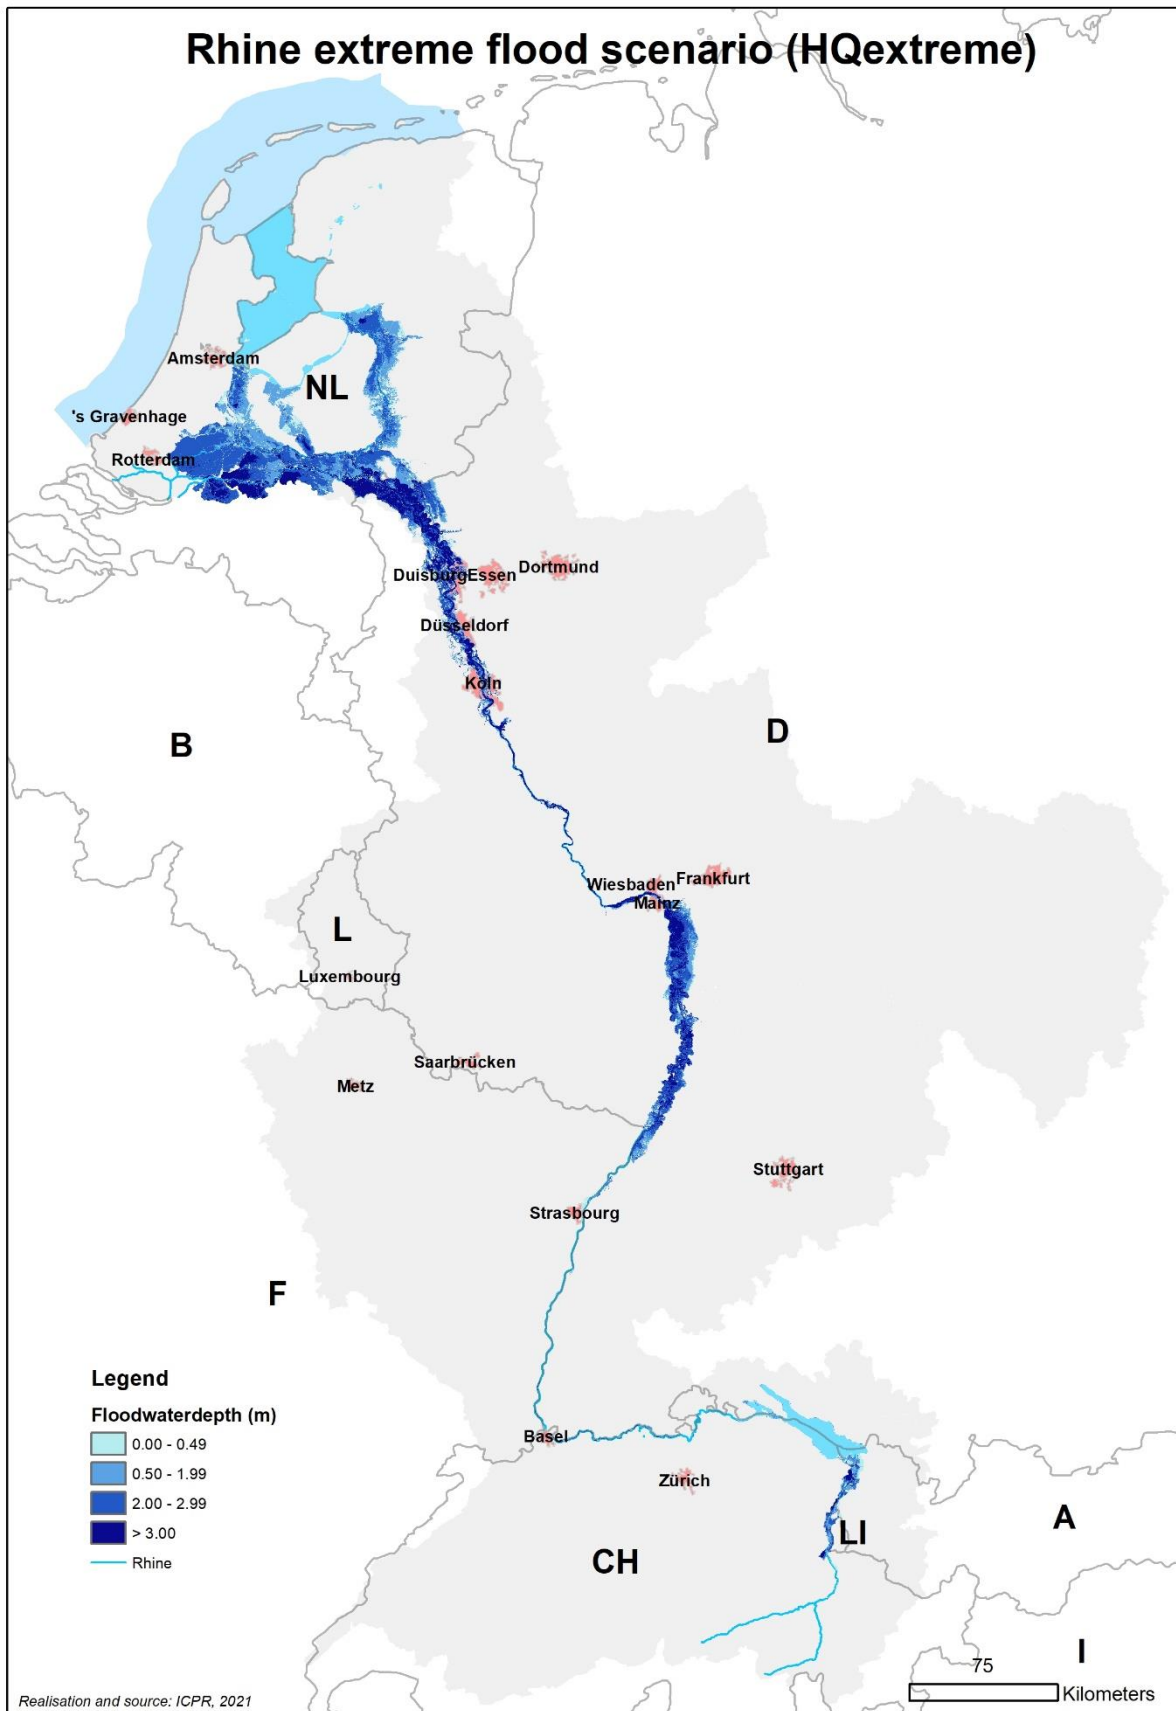 Rhine extreme flood scenario (HQextreme)
Amsterdam
NL
's Gravenhage
Rotterdam
Dortmund
Duisburg
Essen
Düsseldorf
Köln
B
D
Wiesbaden
Frankfurt
Mainz
L
Luxembourg
Saarbrücken
Metz
Stuttgart
Strasbourg
F
Legend
Floodwaterdepth (m)
0.00 - 0.49
0.50 - 1.99
2.00 - 2.99
> 3.00
Rhine
Basel
Zürich
A
LI
CH
I
75
Kilometers
Realisation and source: ICPR, 2021